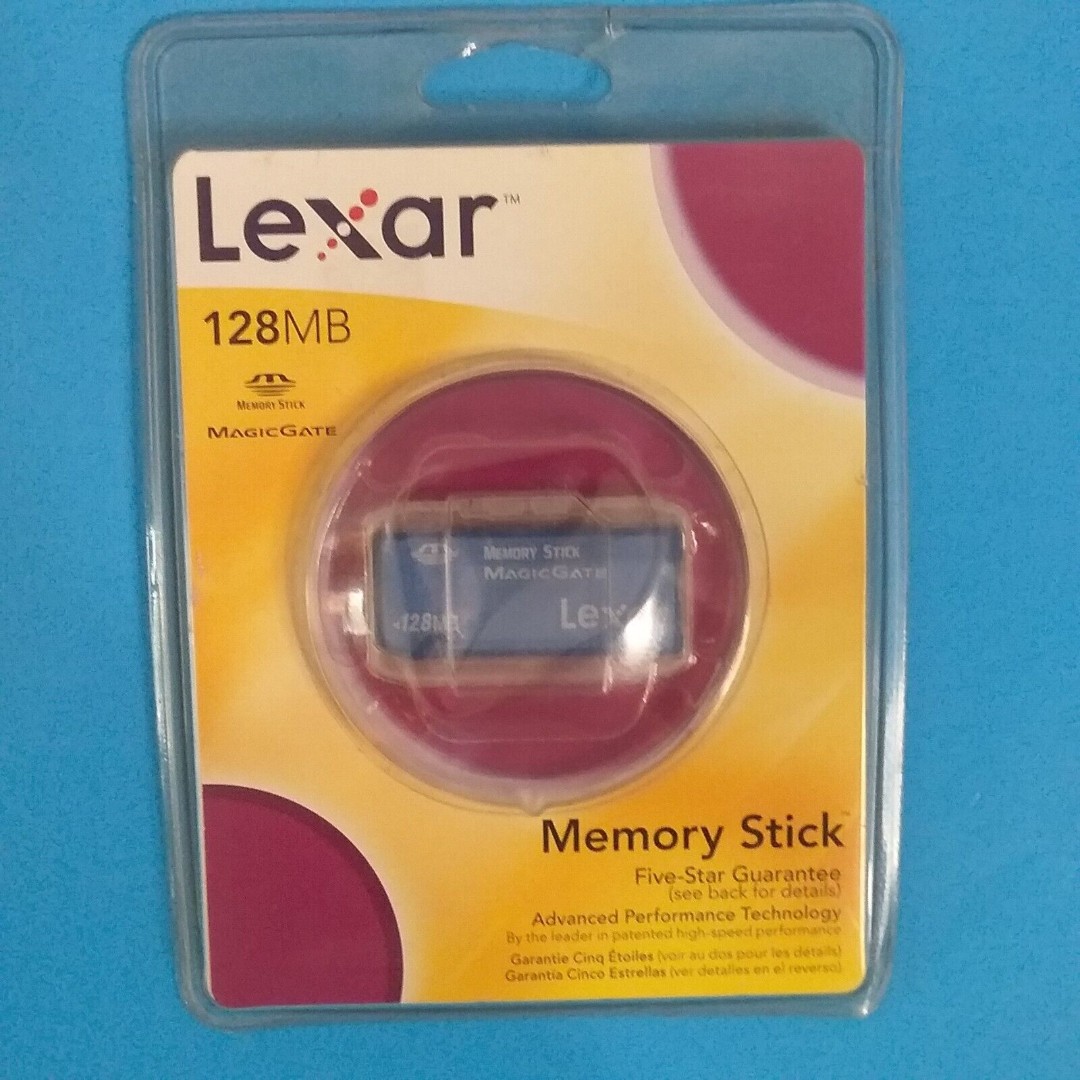 Lexar™
128MB
MEMORY STICK
MAGICGATE
MEMORY STICK
MAGICGATE
128MB
Lexar
Memory Stick™
Five-Star Guarantee
(see back for details)
Advanced Performance Technology
By the leader in patented high-speed performance
Garantie Cinq Étoiles (voir au dos pour les détails)
Garantía Cinco Estrellas (ver detalles en el reverso)